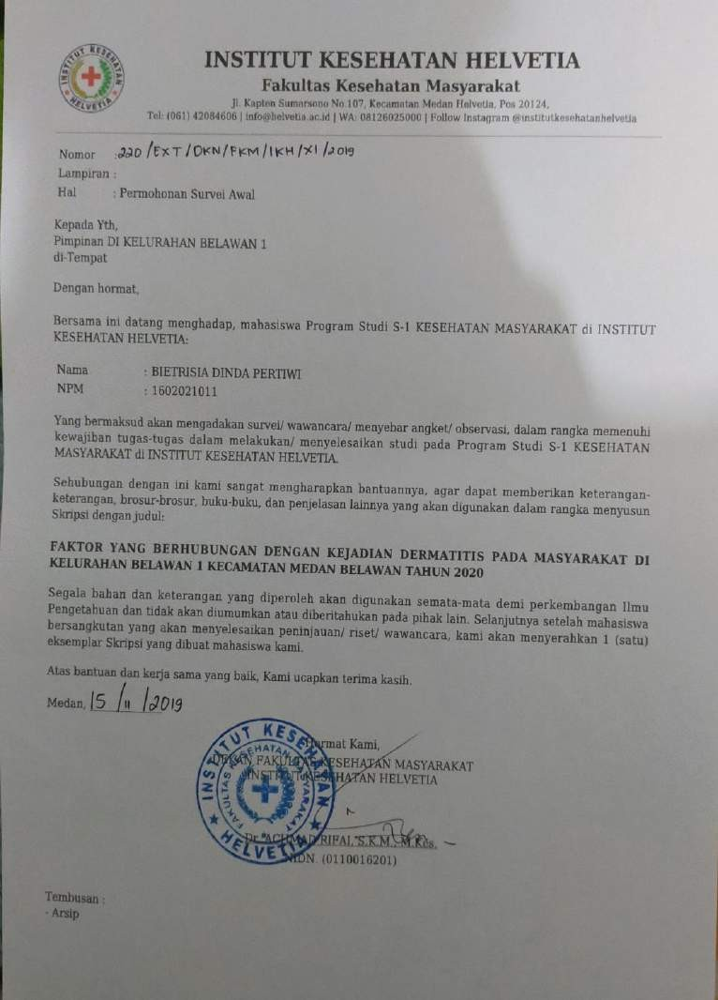 INSTITUT KESEHATAN HELVETIA
Fakultas Kesehatan Masyarakat
Jl. Kapten Sumarsono No.107, Kecamatan Medan Helvetia, Pos 20124,
Tel: (061) 42084606 | info@helvetia.ac.id | WA: 08126025000 | Follow Instagram @institutkesehatanhelvetia
Nomor : 220/EXT/DKN/FKM/IKH/XI/2019
Lampiran :
Hal : Permohonan Survei Awal
Kepada Yth,
Pimpinan DI KELURAHAN BELAWAN 1
di-Tempat
Dengan hormat,
Bersama ini datang menghadap, mahasiswa Program Studi S-1 KESEHATAN MASYARAKAT di INSTITUT
KESEHATAN HELVETIA:
Nama : BIETRISIA DINDA PERTIWI
NPM : 1602021011
Yang bermaksud akan mengadakan survei/ wawancara/ menyebar angket/ observasi, dalam rangka memenuhi
kewajiban tugas-tugas dalam melakukan/ menyelesaikan studi pada Program Studi S-1 KESEHATAN
MASYARAKAT di INSTITUT KESEHATAN HELVETIA.
Sehubungan dengan ini kami sangat mengharapkan bantuannya, agar dapat memberikan keterangan-
keterangan, brosur-brosur, buku-buku, dan penjelasan lainnya yang akan digunakan dalam rangka menyusun
Skripsi dengan judul:
FAKTOR YANG BERHUBUNGAN DENGAN KEJADIAN DERMATITIS PADA MASYARAKAT DI
KELURAHAN BELAWAN 1 KECAMATAN MEDAN BELAWAN TAHUN 2020
Segala bahan dan keterangan yang diperoleh akan digunakan semata-mata demi perkembangan Ilmu
Pengetahuan dan tidak akan diumumkan atau diberitahukan pada pihak lain. Selanjutnya setelah mahasiswa
bersangkutan yang akan menyelesaikan peninjauan/ riset/ wawancara, kami akan menyerahkan 1 (satu)
eksemplar Skripsi yang dibuat mahasiswa kami.
Atas bantuan dan kerja sama yang baik, Kami ucapkan terima kasih.
Medan, 15/11/2019
Hormat Kami,
DEKAN FAKULTAS KESEHATAN MASYARAKAT
INSTITUT KESEHATAN HELVETIA
INSTITUT KESEHATAN
FAKULTAS KESEHATAN MASYARAKAT
HELVETIA
Dr. ACHMAD RIFAI, S.K.M., M.Kes.
NIDN. (0110016201)
Tembusan :
- Arsip